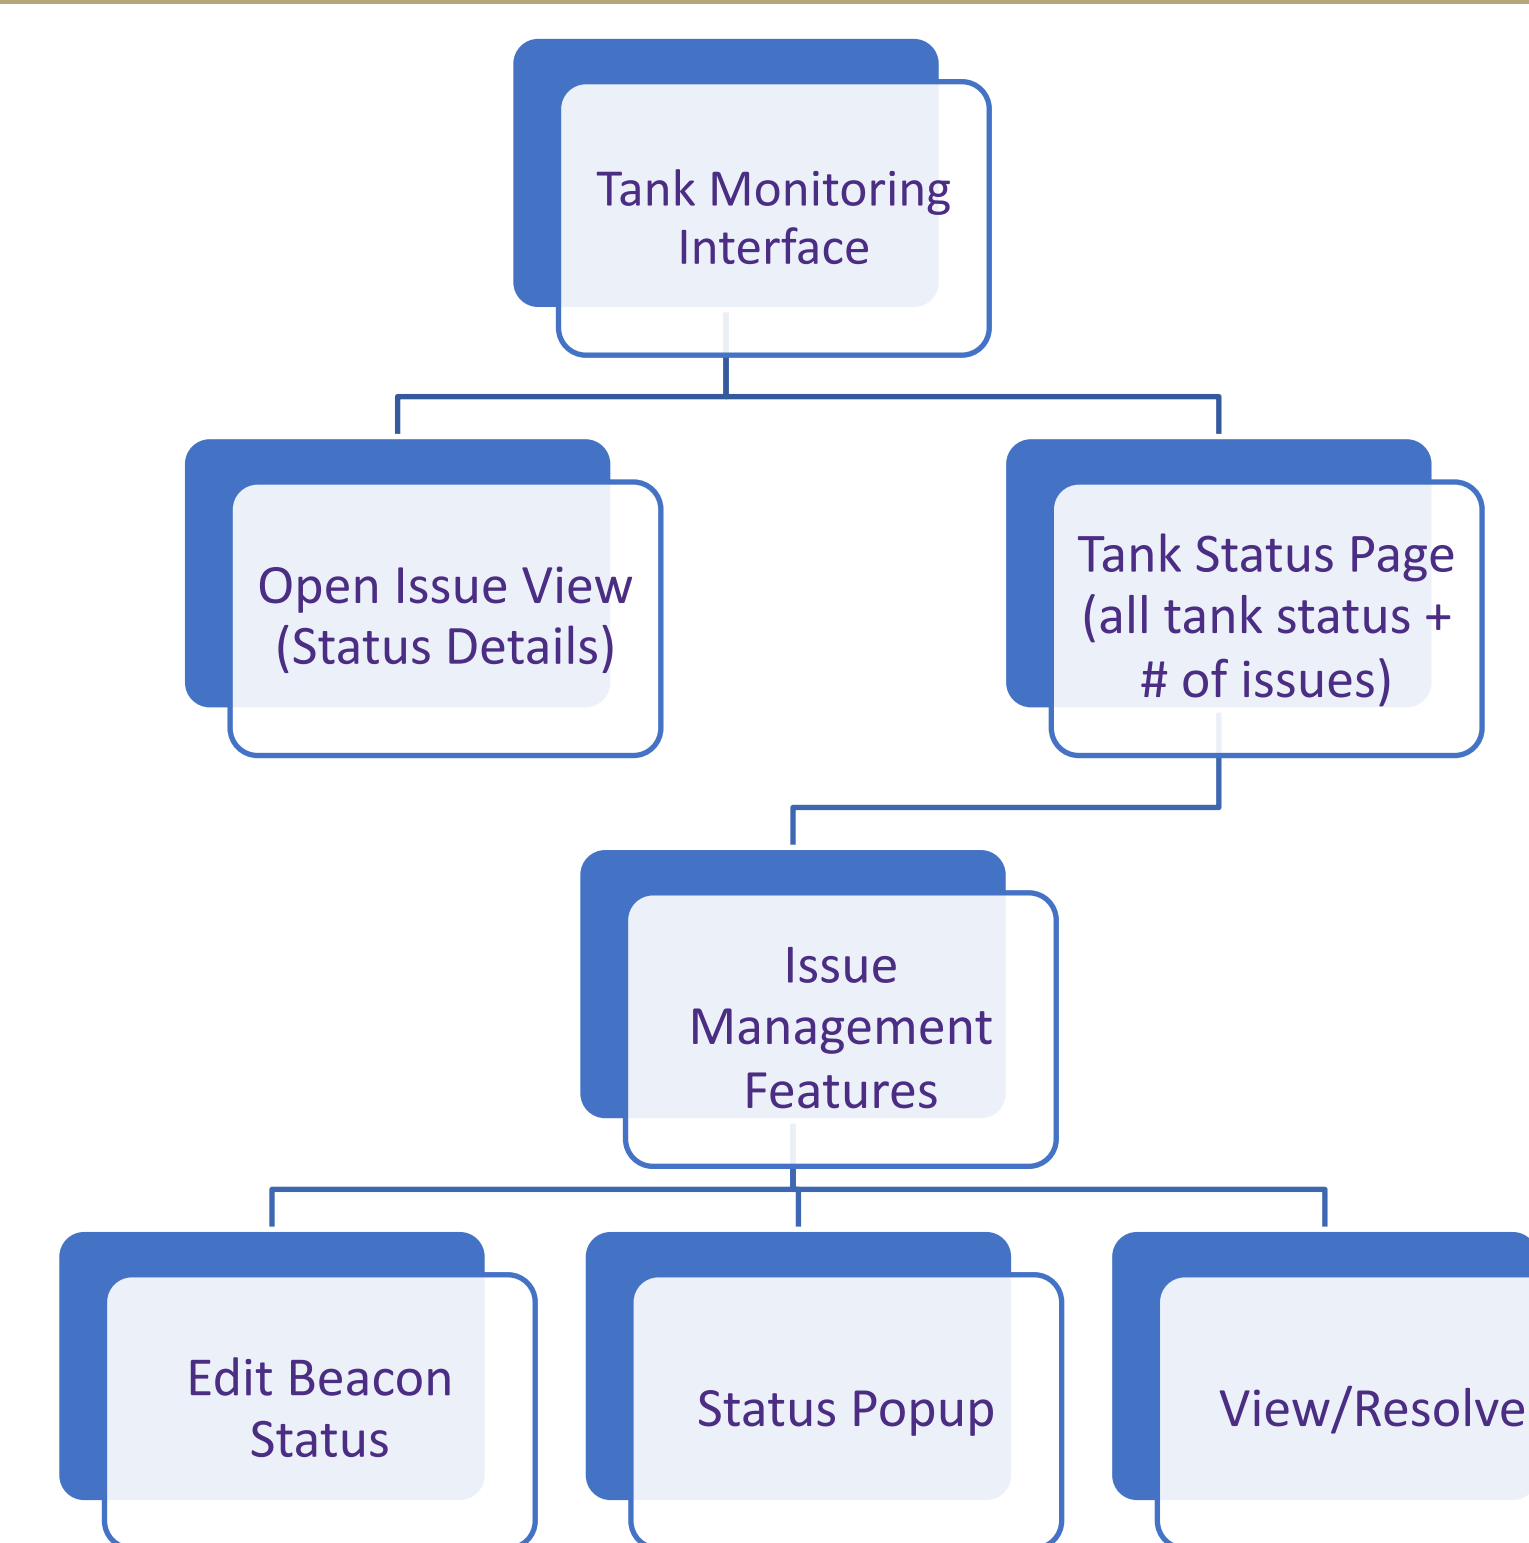 Tank Monitoring
Interface
Open Issue View
(Status Details)
Tank Status Page
(all tank status +
# of issues)
Issue
Management
Features
Edit Beacon
Status
Status Popup
View/Resolve